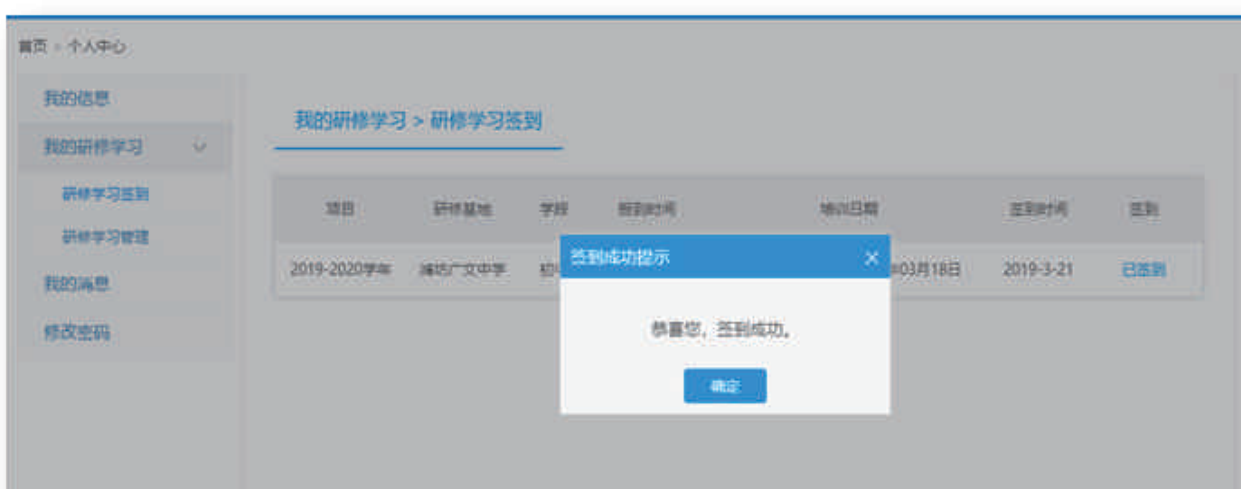 首页 > 个人中心
我的信息
我的研修学习
研修学习签到
研修学习管理
我的消息
修改密码
我的研修学习 > 研修学习签到
项目 研修基地 学段 报到时间 培训日期 签到时间 签到
2019-2020学年 潍坊广文中学 初 03月18日 2019-3-21 已签到
签到成功提示 ×
恭喜您，签到成功。
确定